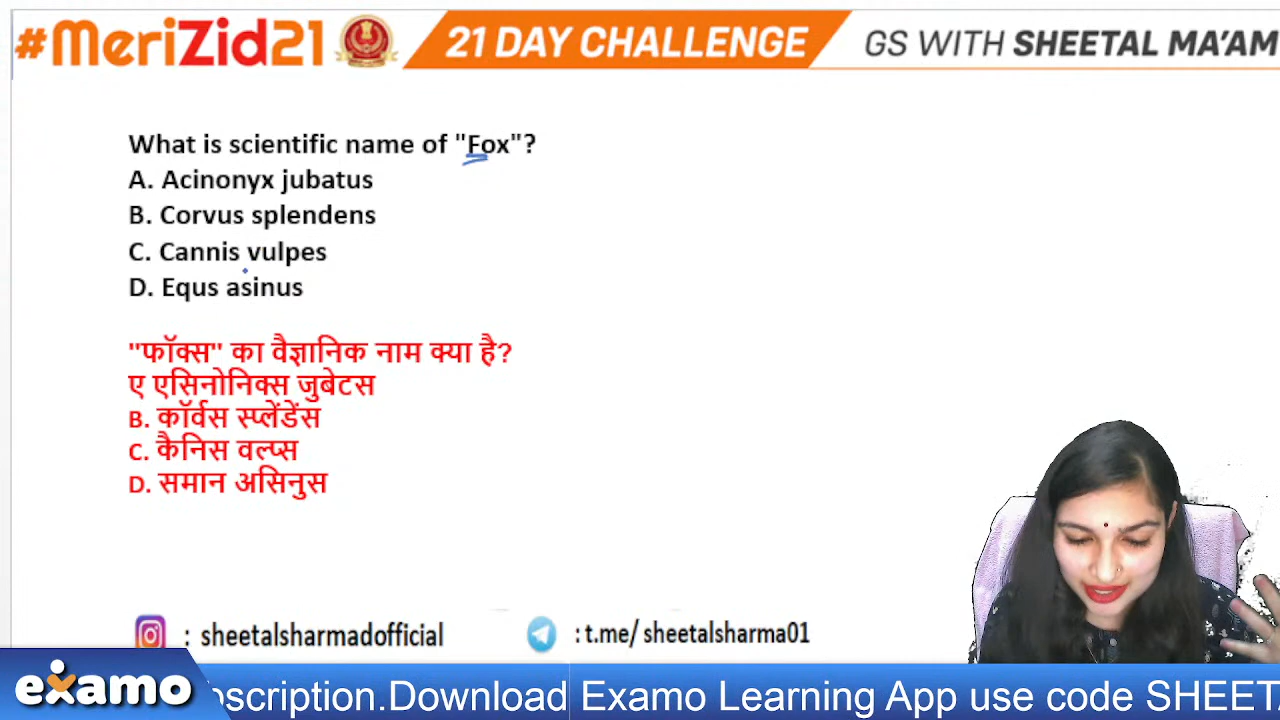 #MeriZid21 21 DAY CHALLENGE GS WITH SHEETAL MA'AM
What is scientific name of "Fox"?
A. Acinonyx jubatus
B. Corvus splendens
C. Cannis vulpes
D. Equs asinus
"फॉक्स" का वैज्ञानिक नाम क्या है?
ए एसिनोनिक्स जुबेटस
B. कॉर्वस स्प्लेंडेंस
C. कैनिस वल्प्स
D. समान असिनुस
: sheetalsharmadofficial : t.me/ sheetalsharma01
examo bscription.Download Examo Learning App use code SHEET